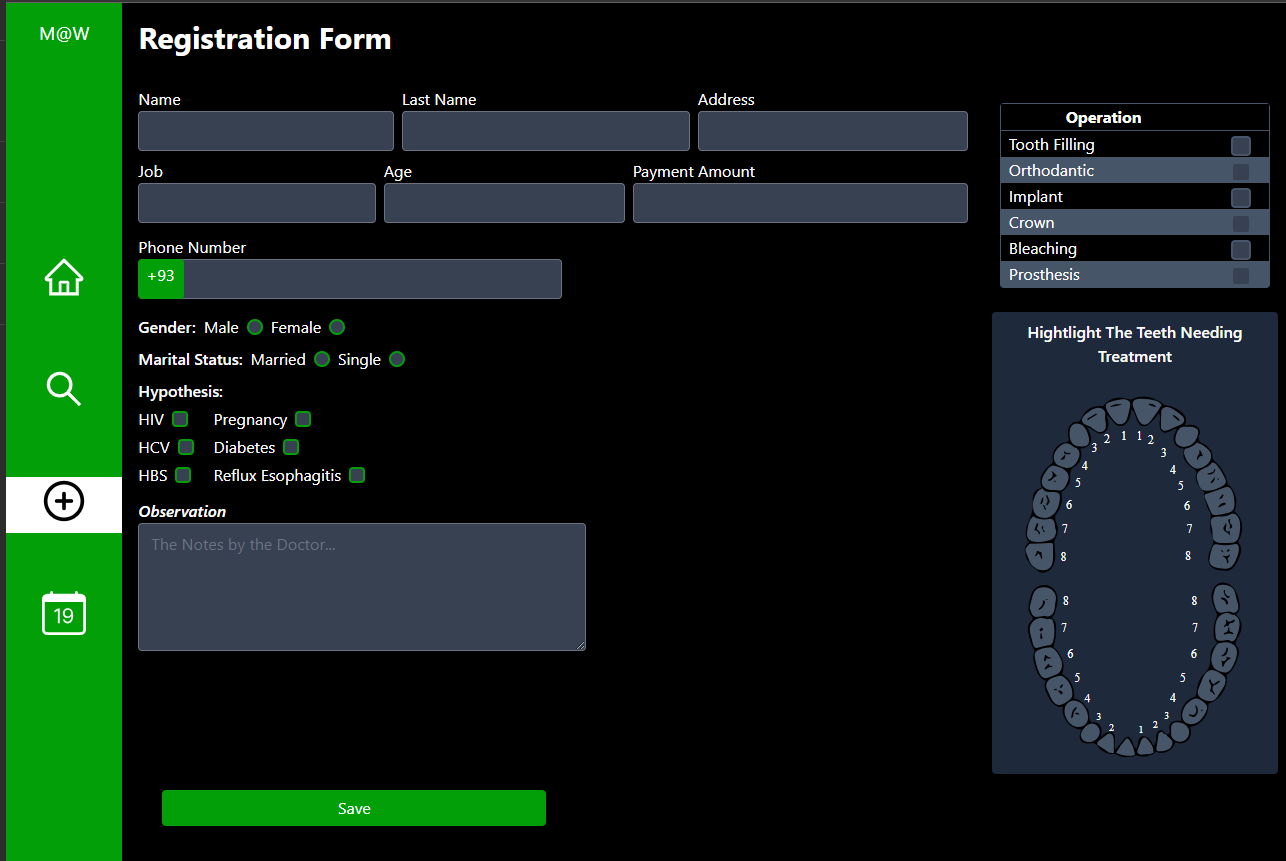 M@W
Registration Form
Name Last Name Address
Job Age Payment Amount
Phone Number
+93
Gender: Male Female
Marital Status: Married Single
Hypothesis:
HIV Pregnancy
HCV Diabetes
HBS Reflux Esophagitis
Observation
The Notes by the Doctor...
Save
19
Operation
Tooth Filling
Orthodantic
Implant
Crown
Bleaching
Prosthesis
Hightlight The Teeth Needing
Treatment
2 1 1 2
3 3
4 4
5 5
6 6
7 7
8 8
8 8
7 7
6 6
5 5
4 4
3 3
2 1 2